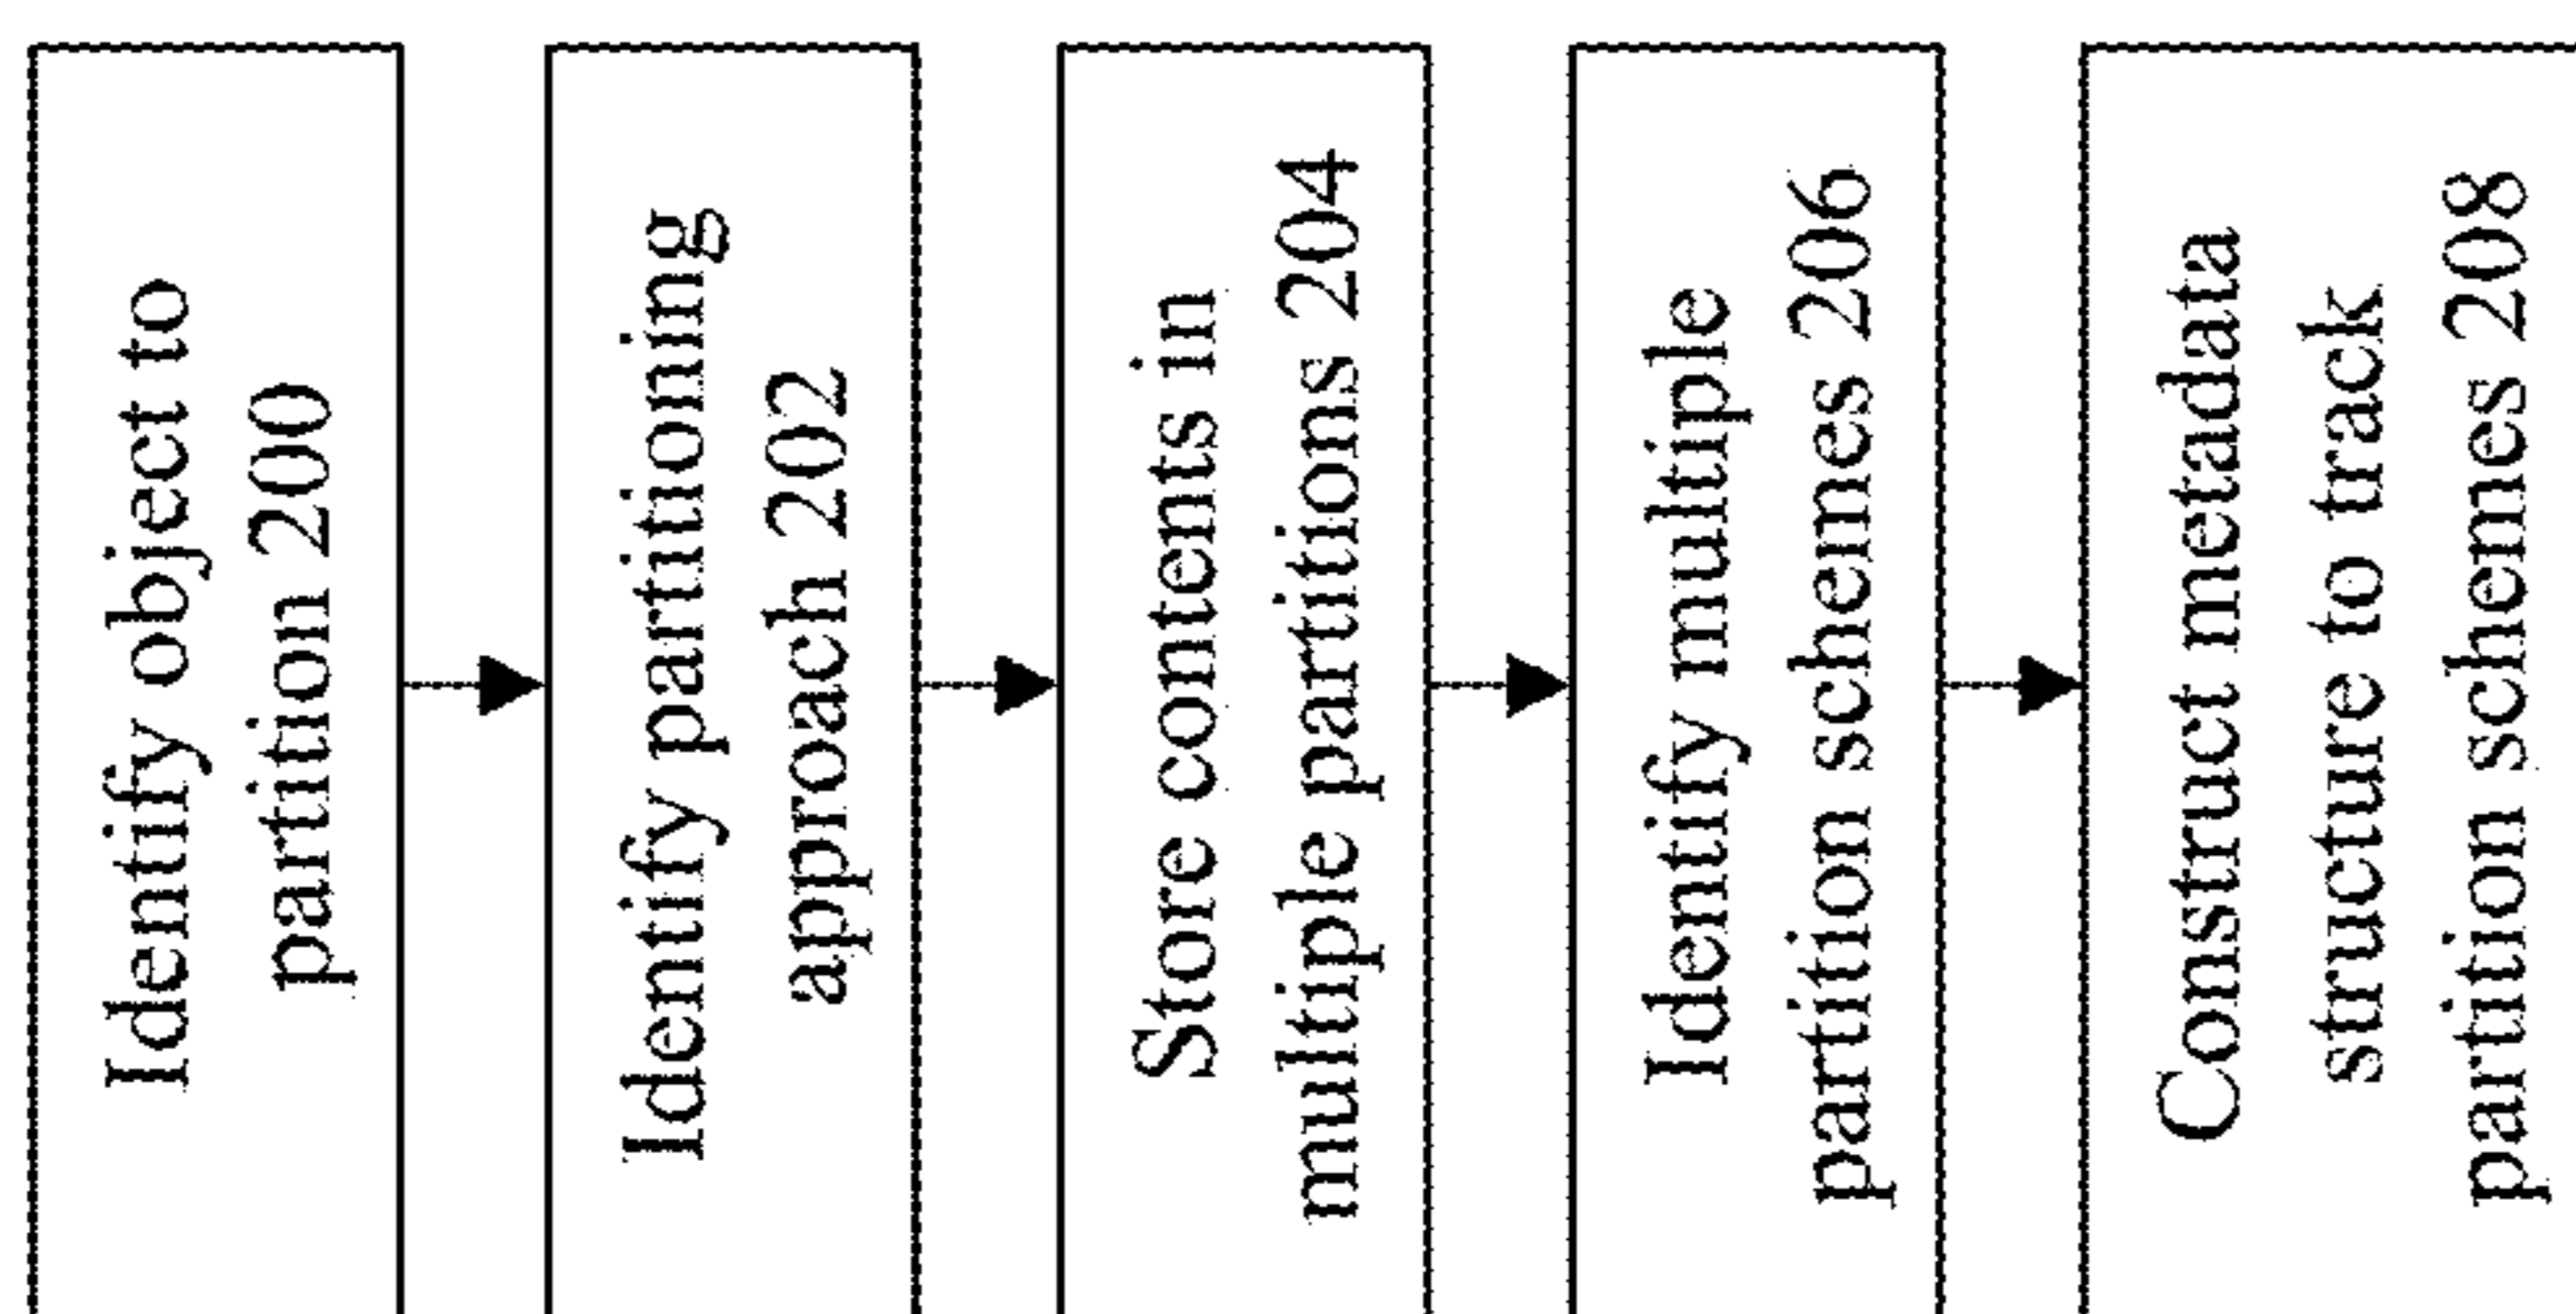 Identify object to
partition 200
Identify partitioning
approach 202
Store contents in
multiple partitions 204
Identify multiple
partition schemes 206
Construct metadata
structure to track
partition schemes 208